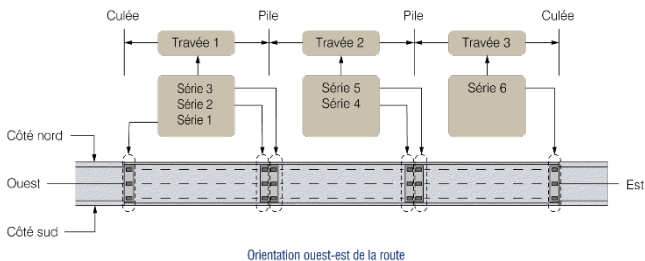 Culée Pile Pile Culée
Travée 1 Travée 2 Travée 3
Série 3
Série 2
Série 1
Série 5
Série 4
Série 6
Côté nord
Ouest
Est
Côté sud
Orientation ouest-est de la route